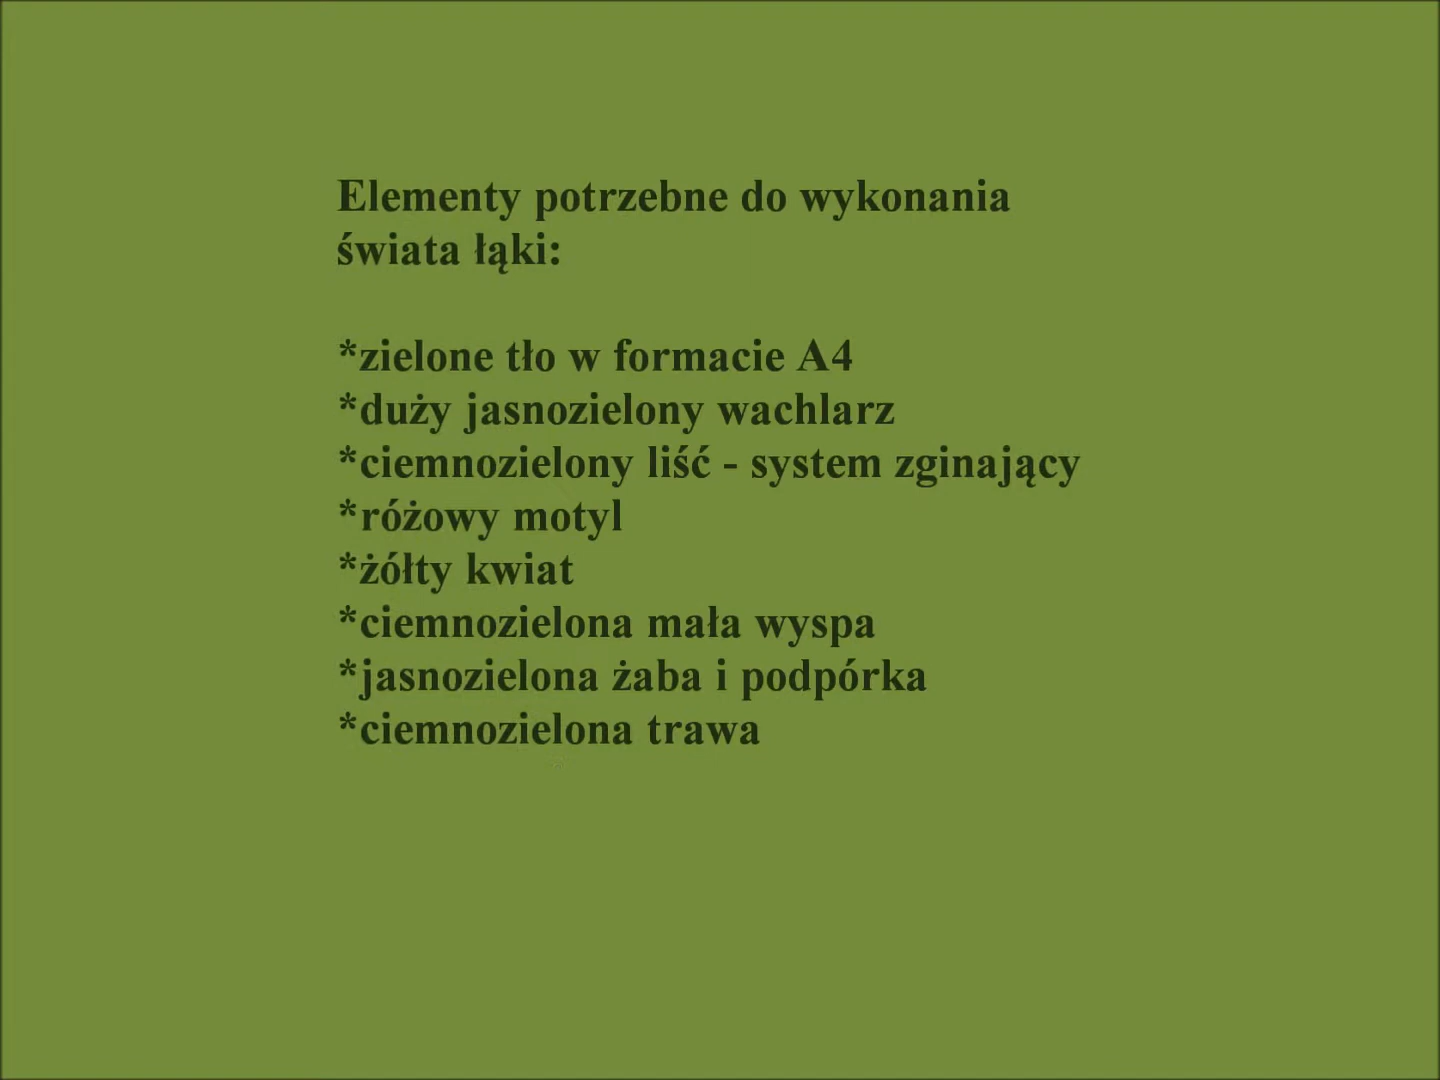 Elementy potrzebne do wykonania
świata łąki:
*zielone tło w formacie A4
*duży jasnozielony wachlarz
*ciemnozielony liść - system zginający
*różowy motyl
*żółty kwiat
*ciemnozielona mała wyspa
*jasnozielona żaba i podpórka
*ciemnozielona trawa